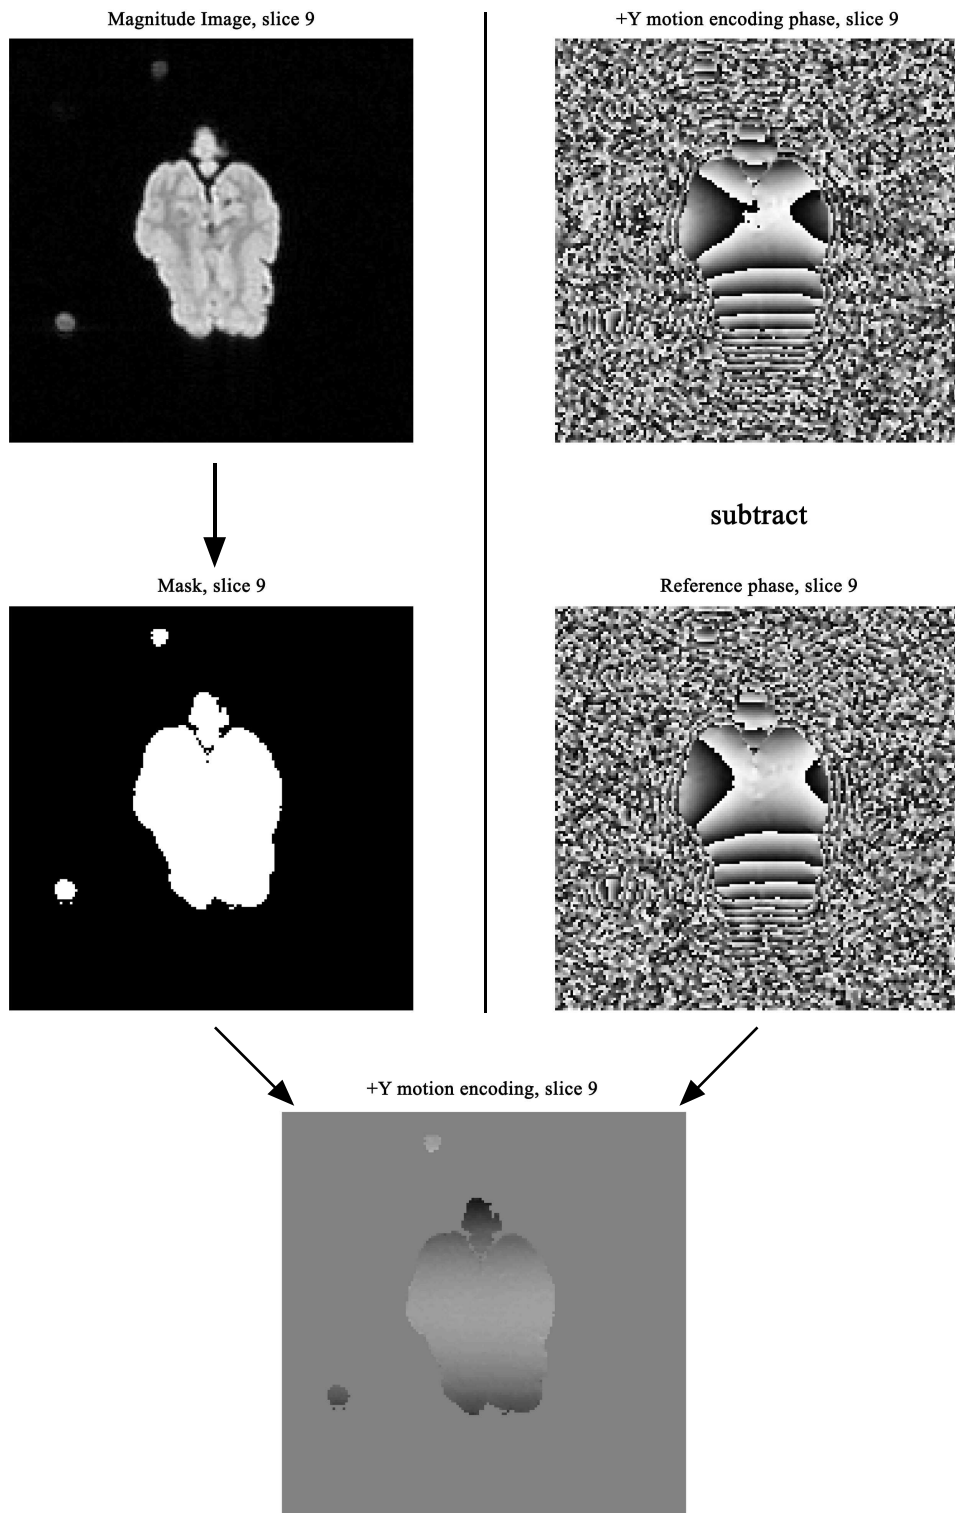 Magnitude Image, slice 9
+Y motion encoding phase, slice 9
subtract
Mask, slice 9
Reference phase, slice 9
+Y motion encoding, slice 9